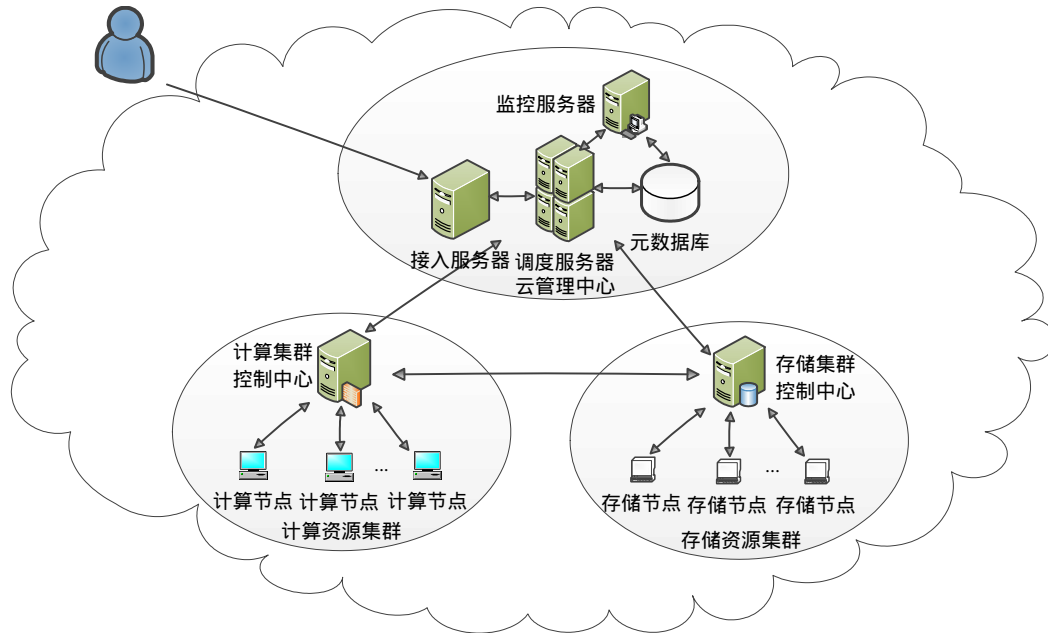 监控服务器
元数据库
接入服务器
调度服务器
云管理中心
计算集群
控制中心
存储集群
控制中心
...
计算节点
计算节点
计算节点
计算资源集群
...
存储节点
存储节点
存储节点
存储资源集群